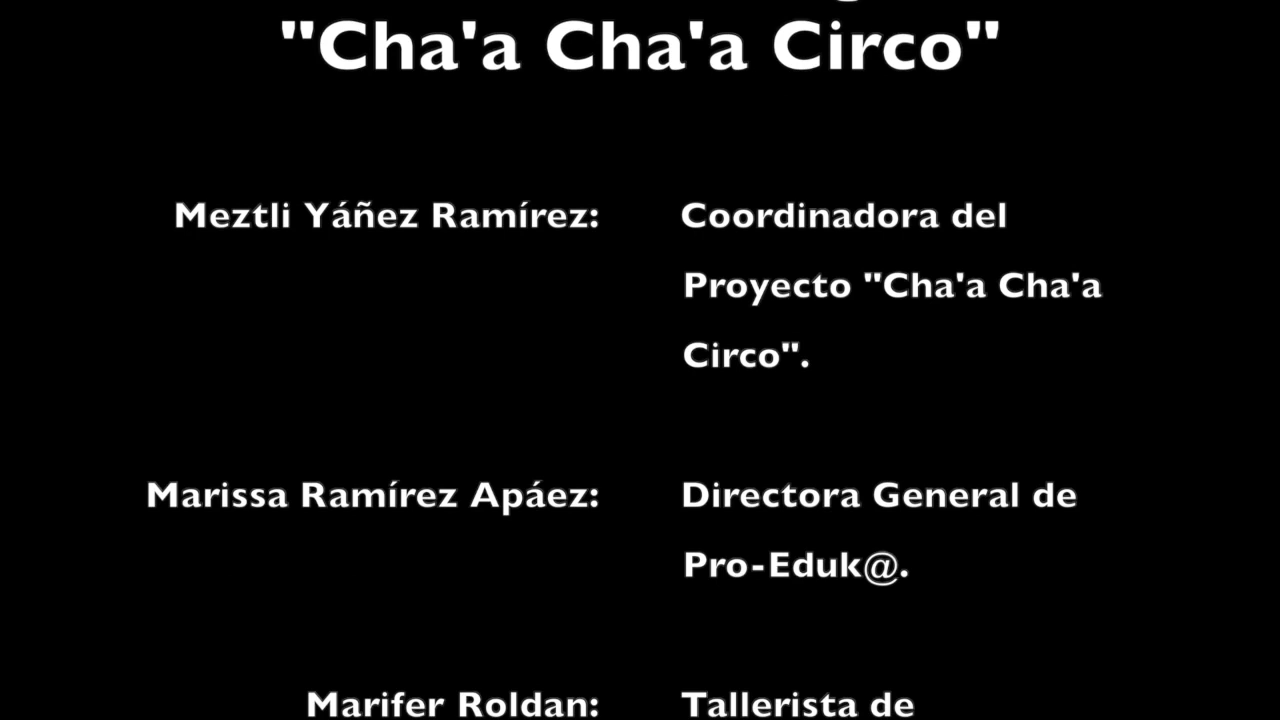 "Cha'a Cha'a Circo"
Meztli Yáñez Ramírez: Coordinadora del
Proyecto "Cha'a Cha'a
Circo".
Marissa Ramírez Apáez: Directora General de
Pro-Eduk@.
Marifer Roldan: Tallerista de